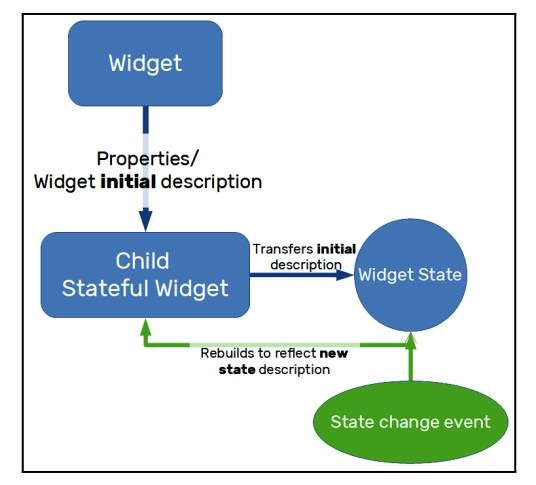 Widget
Properties/
Widget initial description
Child
Stateful Widget
Transfers initial
description
Widget State
Rebuilds to reflect new
state description
State change event